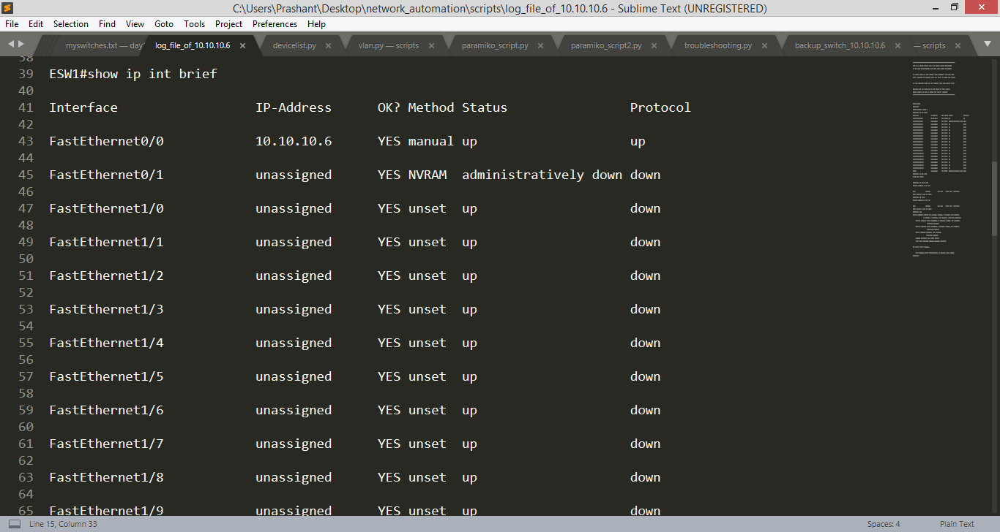 C:\Users\Prashant\Desktop\network_automation\scripts\log_file_of_10.10.10.6 - Sublime Text (UNREGISTERED)
File Edit Selection Find View Goto Tools Project Preferences Help
myswitches.txt — day log_file_of_10.10.10.6 devicelist.py vlan.py — scripts paramiko_script.py paramiko_script2.py troubleshooting.py backup_switch_10.10.10.6 — scripts
38
39 ESW1#show ip int brief
40
41 Interface IP-Address OK? Method Status Protocol
42
43 FastEthernet0/0 10.10.10.6 YES manual up up
44
45 FastEthernet0/1 unassigned YES NVRAM administratively down down
46
47 FastEthernet1/0 unassigned YES unset up down
48
49 FastEthernet1/1 unassigned YES unset up down
50
51 FastEthernet1/2 unassigned YES unset up down
52
53 FastEthernet1/3 unassigned YES unset up down
54
55 FastEthernet1/4 unassigned YES unset up down
56
57 FastEthernet1/5 unassigned YES unset up down
58
59 FastEthernet1/6 unassigned YES unset up down
60
61 FastEthernet1/7 unassigned YES unset up down
62
63 FastEthernet1/8 unassigned YES unset up down
64
65 FastEthernet1/9 unassigned YES unset up down
Line 15, Column 33 Spaces: 4 Plain Text